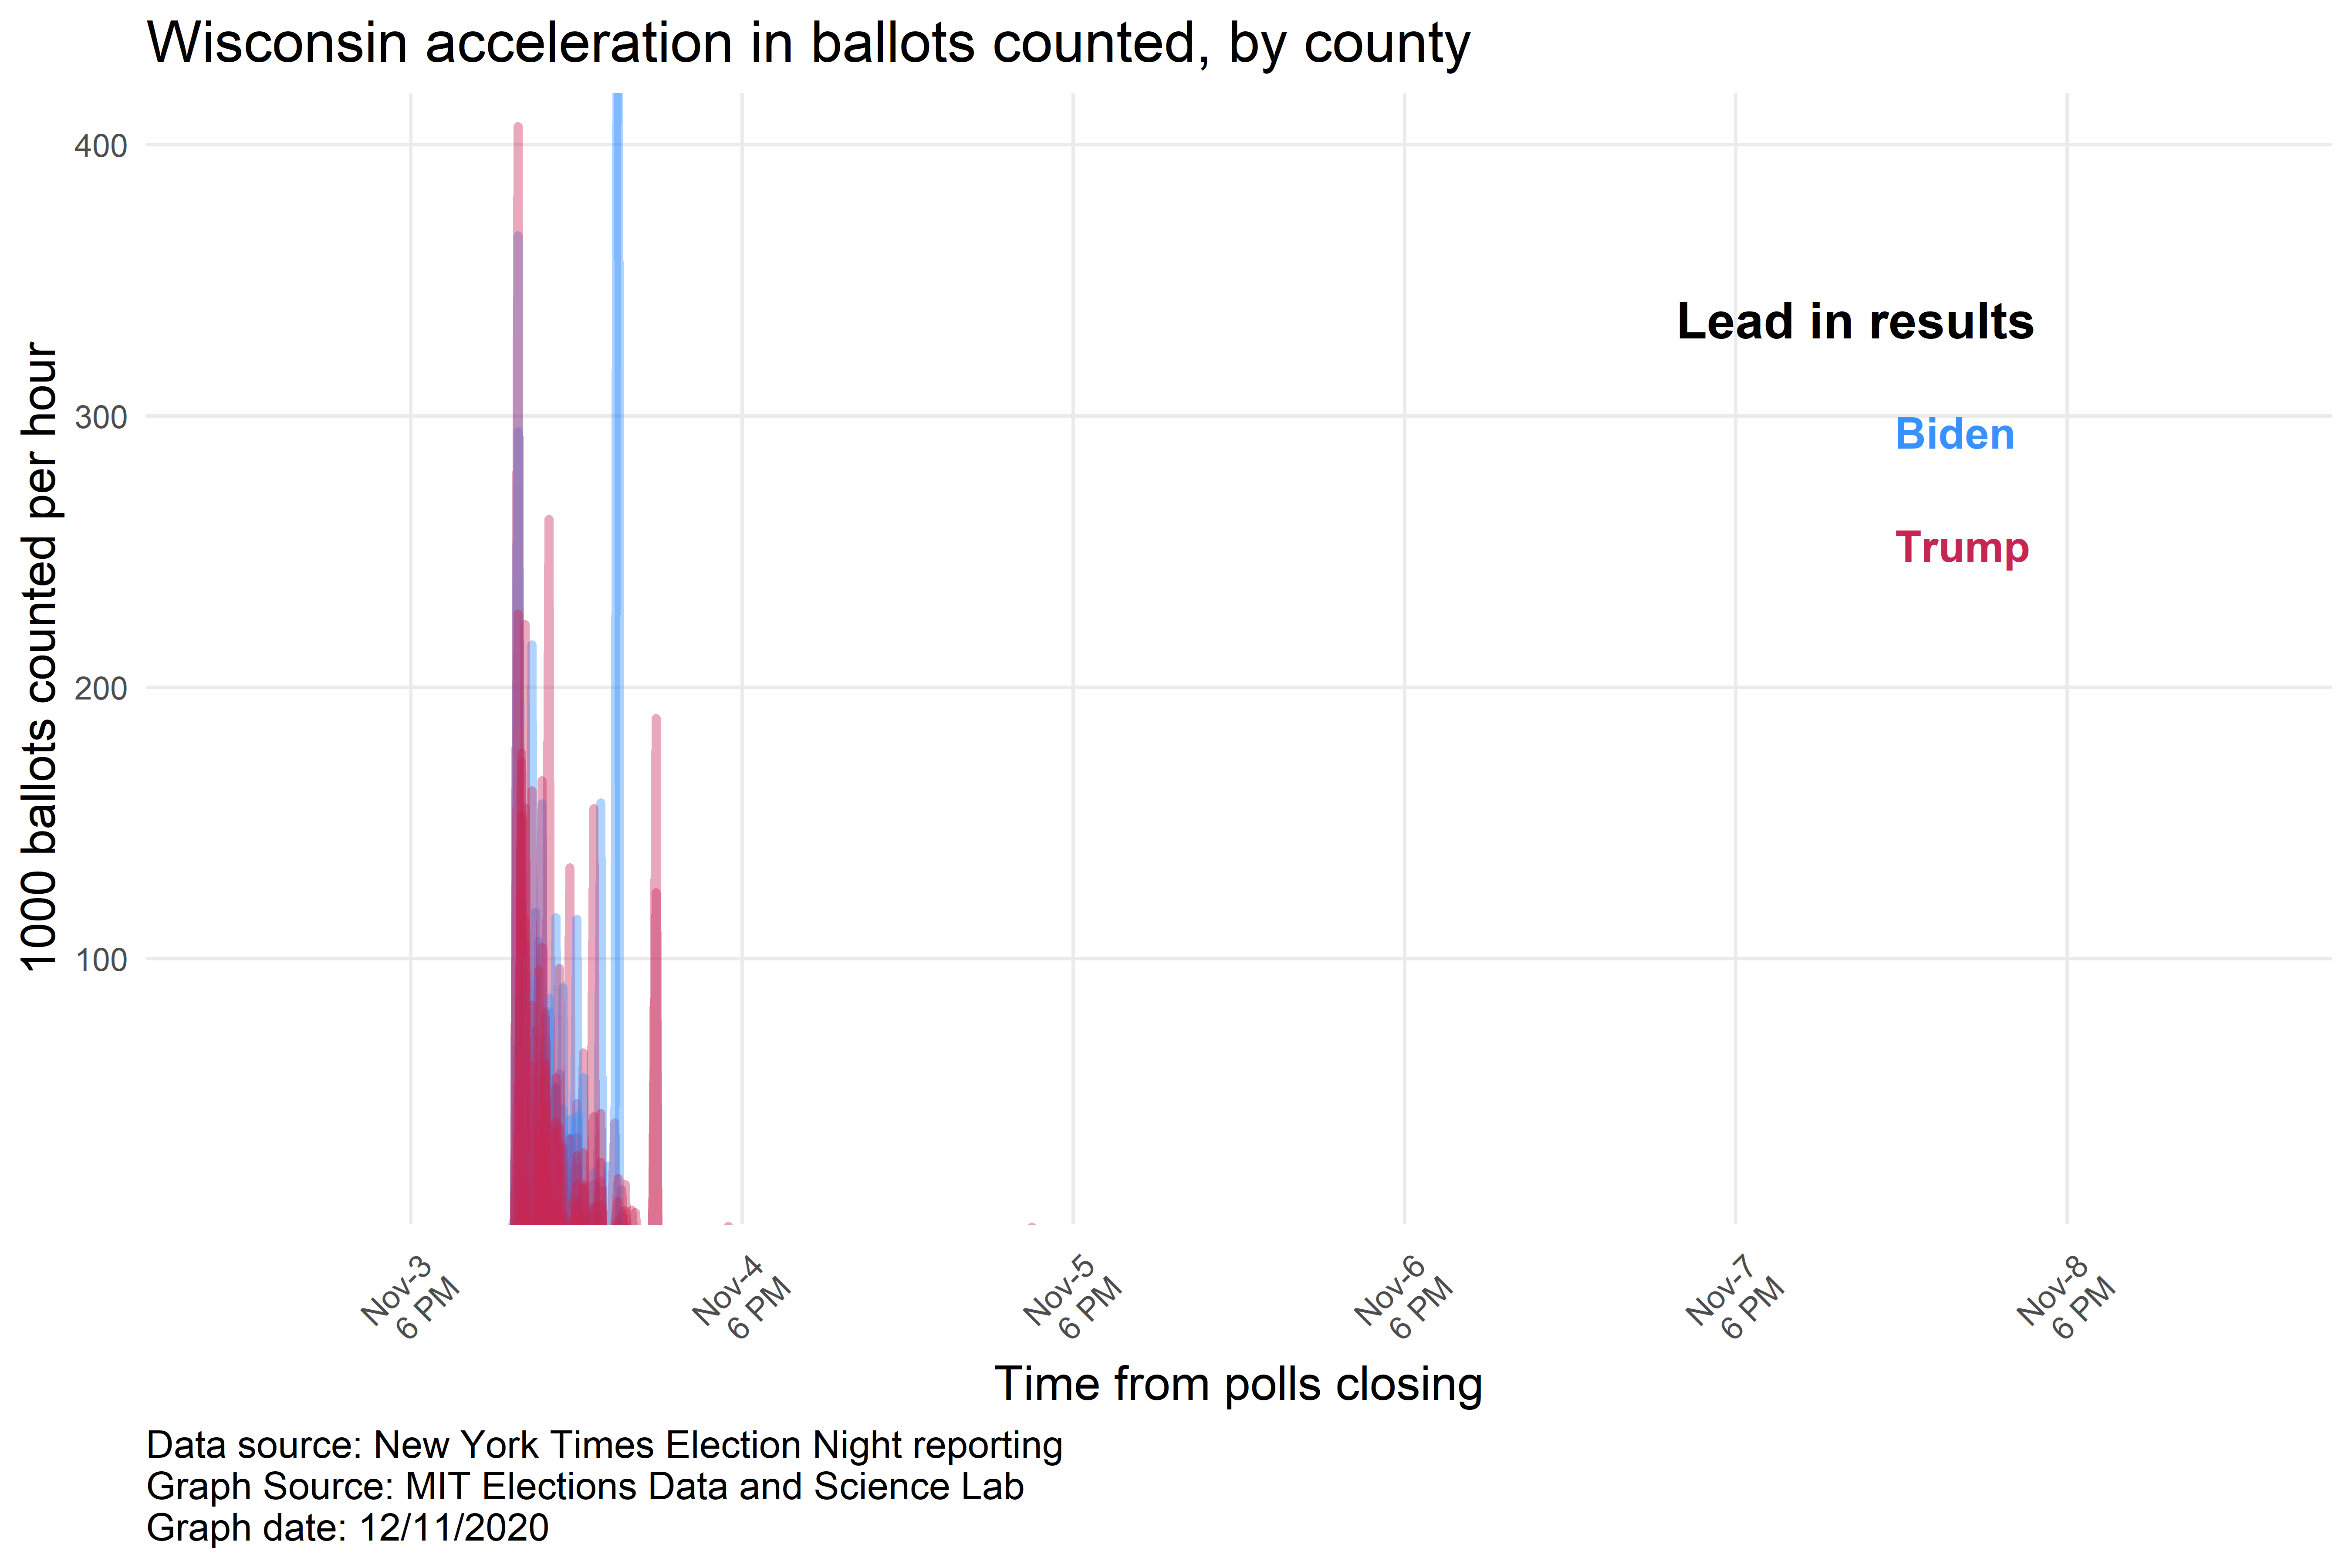 Wisconsin acceleration in ballots counted, by county
1000 ballots counted per hour
400
300
200
100
Lead in results
Biden
Trump
Nov-3
6 PM
Nov-4
6 PM
Nov-5
6 PM
Nov-6
6 PM
Nov-7
6 PM
Nov-8
6 PM
Time from polls closing
Data source: New York Times Election Night reporting
Graph Source: MIT Elections Data and Science Lab
Graph date: 12/11/2020